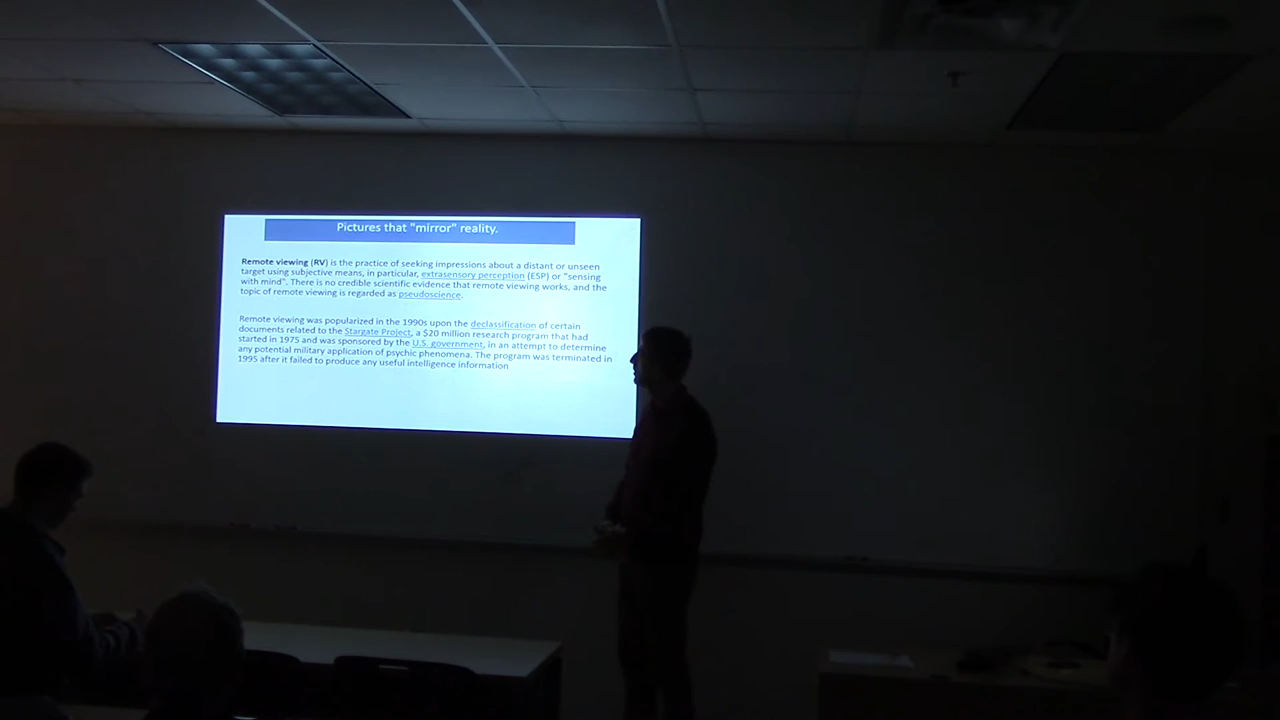 Pictures that "mirror" reality.
Remote viewing (RV) is the practice of seeking impressions about a distant or unseen
target using subjective means, in particular, extrasensory perception (ESP) or "sensing
with mind". There is no credible scientific evidence that remote viewing works, and the
topic of remote viewing is regarded as pseudoscience.
Remote viewing was popularized in the 1990s upon the declassification of certain
documents related to the Stargate Project, a $20 million research program that had
started in 1975 and was sponsored by the U.S. government, in an attempt to determine
any potential military application of psychic phenomena. The program was terminated in
1995 after it failed to produce any useful intelligence information